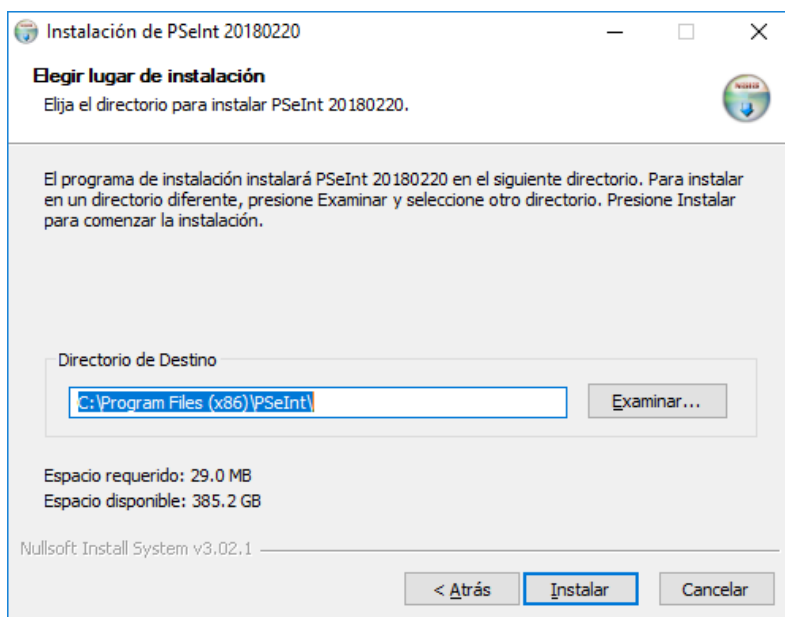 Instalación de PSeInt 20180220
Elegir lugar de instalación
Elija el directorio para instalar PSeInt 20180220.
El programa de instalación instalará PSeInt 20180220 en el siguiente directorio. Para instalar
en un directorio diferente, presione Examinar y seleccione otro directorio. Presione Instalar
para comenzar la instalación.
Directorio de Destino
C:\Program Files (x86)\PSeInt\
Examinar...
Espacio requerido: 29.0 MB
Espacio disponible: 385.2 GB
Nullsoft Install System v3.02.1
< Atrás
Instalar
Cancelar